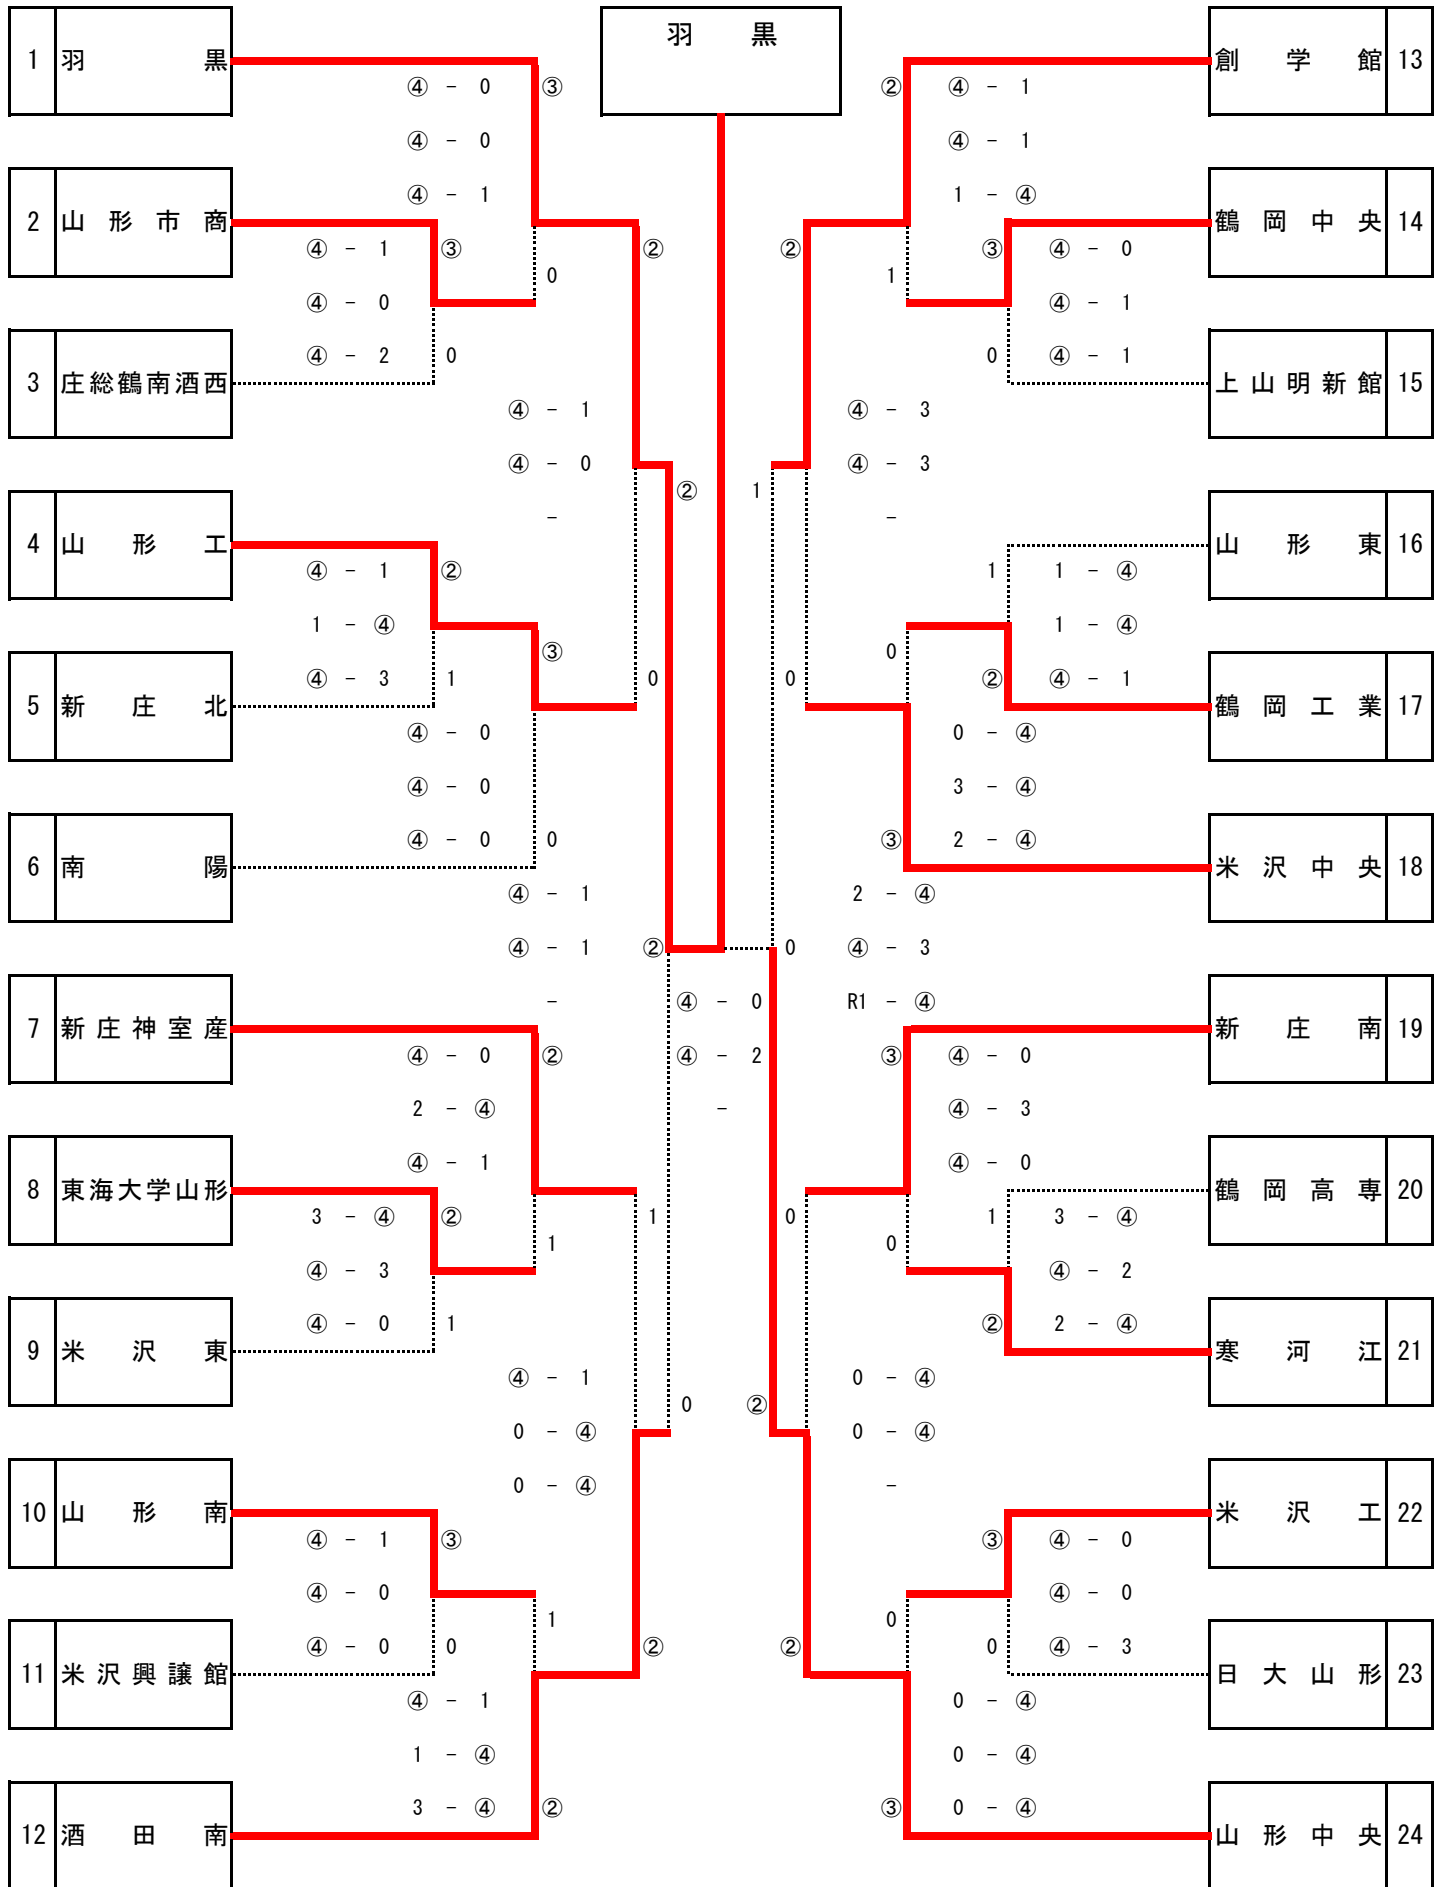 羽 黒
1 羽 黒
創 学 館 13
④ - 0 ③
② ④ - 1
④ - 0
④ - 1
④ - 1
1 - ④
2 山 形 市 商
鶴 岡 中 央 14
④ - 1 ③
②
②
③ ④ - 0
0
1
④ - 0
④ - 1
④ - 2 0
0 ④ - 1
3 庄総鶴南酒西
上山明新館 15
④ - 1
④ - 3
④ - 0
④ - 3
② 1
-
-
4 山 形 工
山 形 東 16
④ - 1 ②
1 1 - ④
1 - ④
1 - ④
③
0
④ - 3 1
0
0
② ④ - 1
5 新 庄 北
鶴 岡 工 業 17
④ - 0
0 - ④
④ - 0
3 - ④
④ - 0 0
③ 2 - ④
6 南 陽
米 沢 中 央 18
④ - 1
2 - ④
④ - 1 ②
0 ④ - 3
-
④ - 0
R1 - ④
7 新庄神室産
新 庄 南 19
④ - 0 ②
④ - 2
③ ④ - 0
2 - ④
-
④ - 3
④ - 1
④ - 0
8 東海大学山形
鶴 岡 高 専 20
3 - ④ ②
1
0
1 3 - ④
1
0
④ - 3
④ - 2
④ - 0 1
② 2 - ④
9 米 沢 東
寒 河 江 21
④ - 1
0 - ④
0 ②
0 - ④
0 - ④
0 - ④
-
10 山 形 南
米 沢 工 22
④ - 1 ③
③ ④ - 0
④ - 0
④ - 0
1
0
④ - 0 0
②
②
0 ④ - 3
11 米沢興譲館
日 大 山 形 23
④ - 1
0 - ④
1 - ④
0 - ④
3 - ④ ②
③ 0 - ④
12 酒 田 南
山 形 中 央 24